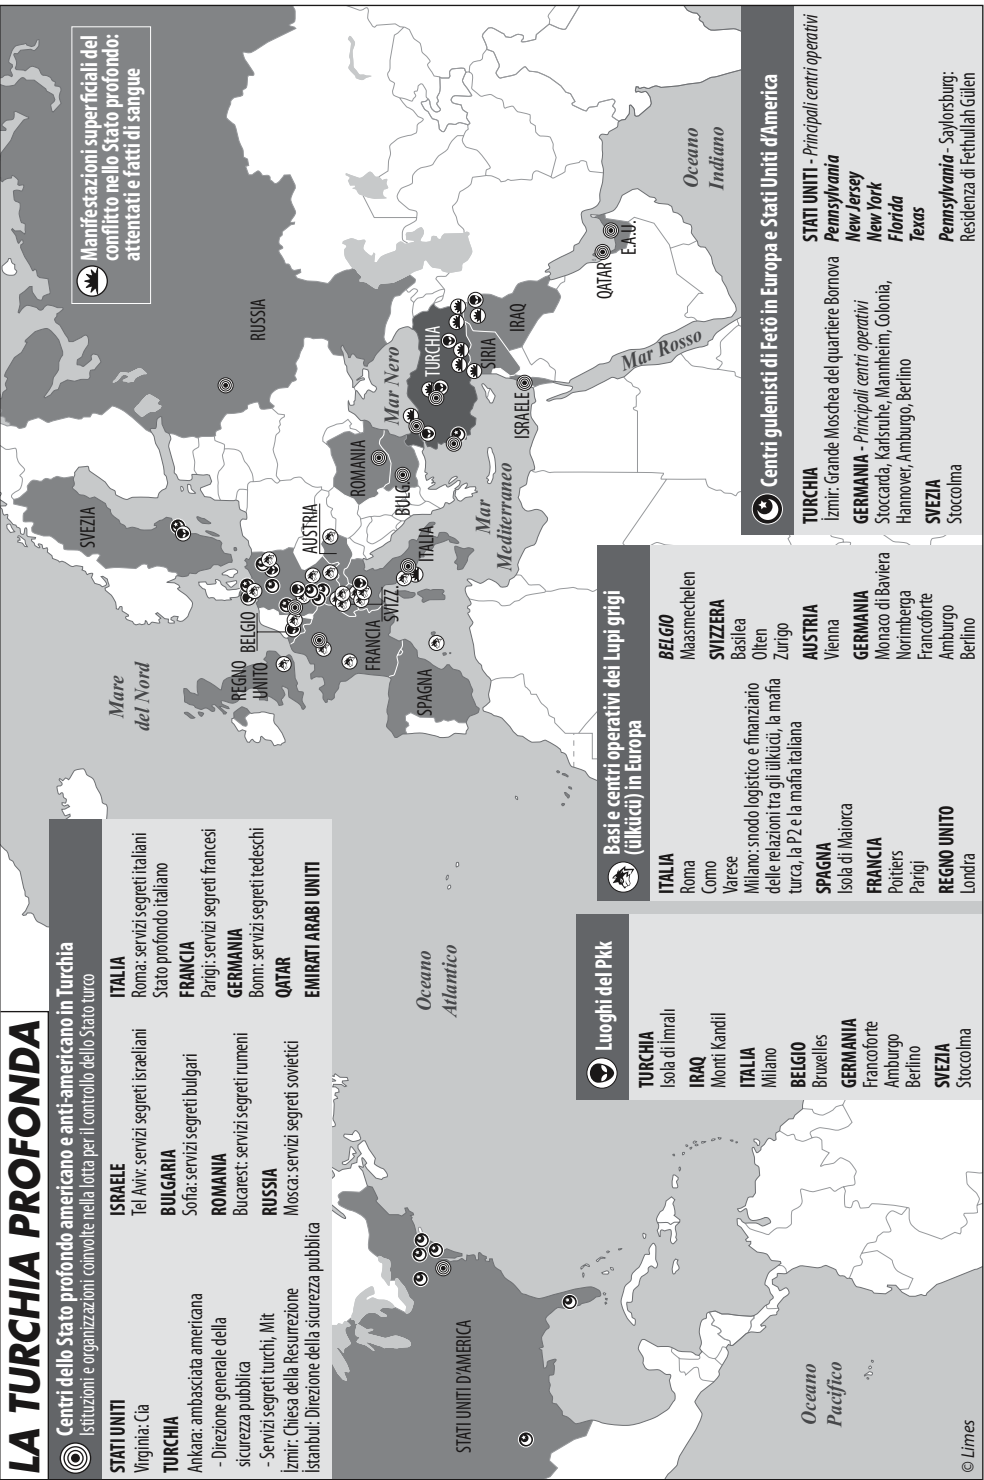 LA TURCHIA PROFONDA
Centri dello Stato profondo americano e anti-americano in Turchia
Istituzioni e organizzazioni coinvolte nella lotta per il controllo dello Stato turco
STATI UNITI
Virginia: Cia
TURCHIA
Ankara: ambasciata americana
- Direzione generale della
sicurezza pubblica
- Servizi segreti turchi, Mit
İzmir: Chiesa della Resurrezione
Istanbul: Direzione della sicurezza pubblica
ISRAELE
Tel Aviv: servizi segreti israeliani
BULGARIA
Sofia: servizi segreti bulgari
ROMANIA
Bucarest: servizi segreti rumeni
RUSSIA
Mosca: servizi segreti sovietici
ITALIA
Roma: servizi segreti italiani
Stato profondo italiano
FRANCIA
Parigi: servizi segreti francesi
GERMANIA
Bonn: servizi segreti tedeschi
QATAR
EMIRATI ARABI UNITI
Manifestazioni superficiali del
conflitto nello Stato profondo:
attentati e fatti di sangue
RUSSIA
SVEZIA
Mare
del Nord
REGNO
UNITO
BELGIO
AUSTRIA
FRANCIA
SVIZZ.
ITALIA
SPAGNA
ROMANIA
BULG.
Mar Nero
TURCHIA
SIRIA
IRAQ
ISRAELE
Mar
Mediterraneo
Mar Rosso
QATAR
E.A.U.
Oceano
Indiano
Oceano
Atlantico
STATI UNITI D'AMERICA
Oceano
Pacifico
Luoghi del Pkk
TURCHIA
Isola di İmralı
IRAQ
Monti Kandil
ITALIA
Milano
BELGIO
Bruxelles
GERMANIA
Francoforte
Amburgo
Berlino
SVEZIA
Stoccolma
Basi e centri operativi dei Lupi grigi
(ülkücü) in Europa
ITALIA
Roma
Como
Varese
Milano: snodo logistico e finanziario
delle relazioni tra gli ülkücü, la mafia
turca, la P2 e la mafia italiana
SPAGNA
Isola di Maiorca
FRANCIA
Poitiers
Parigi
REGNO UNITO
Londra
BELGIO
Maasmechelen
SVIZZERA
Basilea
Olten
Zurigo
AUSTRIA
Vienna
GERMANIA
Monaco di Baviera
Norimberga
Francoforte
Amburgo
Berlino
Centri gulenisti di Fetö in Europa e Stati Uniti d'America
TURCHIA
İzmir: Grande Moschea del quartiere Bornova
GERMANIA - Principali centri operativi
Stoccarda, Karlsruhe, Mannheim, Colonia,
Hannover, Amburgo, Berlino
SVEZIA
Stoccolma
STATI UNITI - Principali centri operativi
Pennsylvania
New Jersey
New York
Florida
Texas
Pennsylvania - Saylorsburg:
Residenza di Fethullah Gülen
© Limes